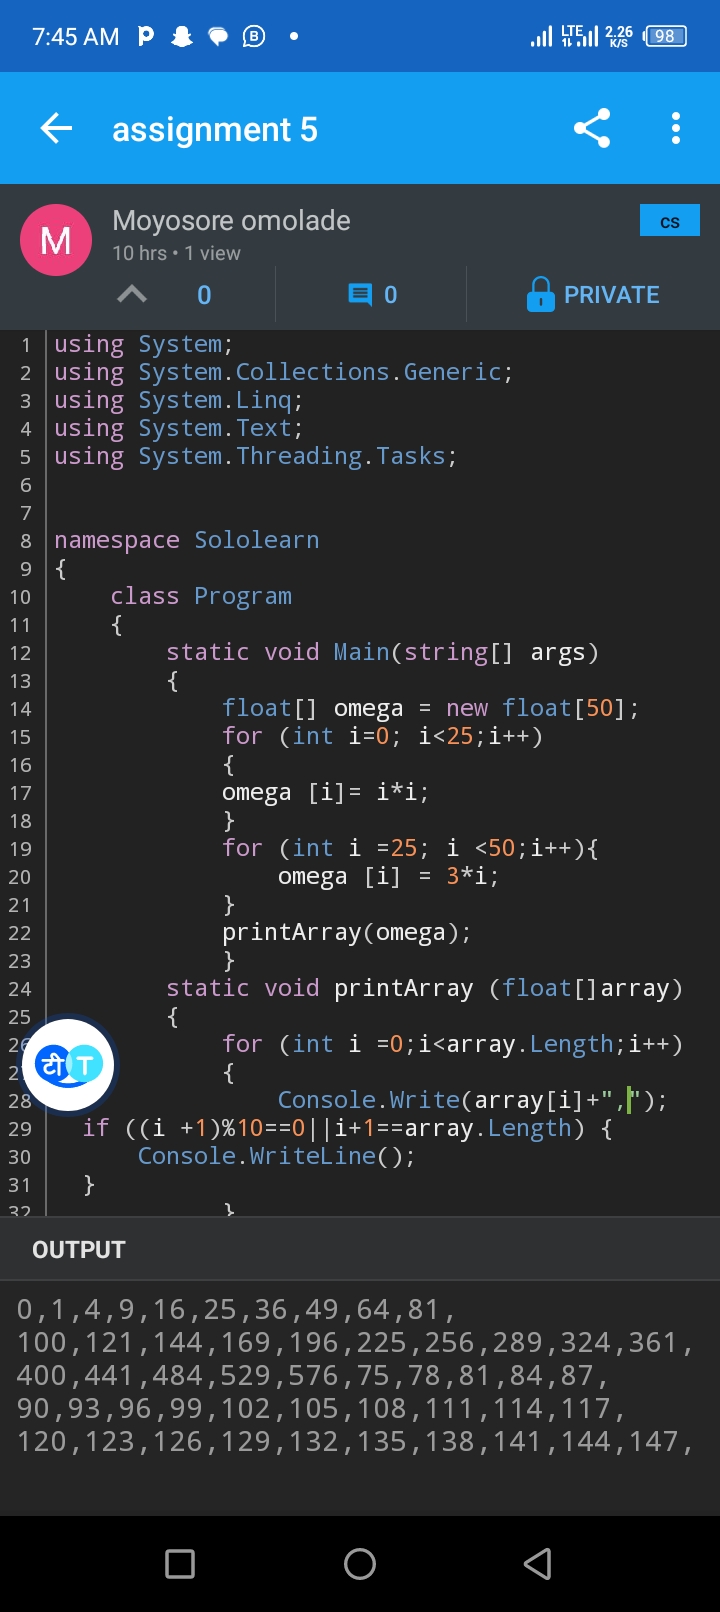 7:45 AM
LTE
2.26
K/S
98
assignment 5
M
Moyosore omolade
10 hrs • 1 view
cs
0
0
PRIVATE
1 using System;
2 using System.Collections.Generic;
3 using System.Linq;
4 using System.Text;
5 using System.Threading.Tasks;
6
7
8 namespace Sololearn
9 {
10 class Program
11 {
12 static void Main(string[] args)
13 {
14 float[] omega = new float[50];
15 for (int i=0; i<25;i++)
16 {
17 omega [i]= i*i;
18 }
19 for (int i =25; i <50;i++){
20 omega [i] = 3*i;
21 }
22 printArray(omega);
23 }
24 static void printArray (float[]array)
25 {
26 for (int i =0;i<array.Length;i++)
2 {
28 Console.Write(array[i]+",");
29 if ((i +1)%10==0||i+1==array.Length) {
30 Console.WriteLine();
31 }
32 }
टी T
OUTPUT
0,1,4,9,16,25,36,49,64,81,
100,121,144,169,196,225,256,289,324,361,
400,441,484,529,576,75,78,81,84,87,
90,93,96,99,102,105,108,111,114,117,
120,123,126,129,132,135,138,141,144,147,